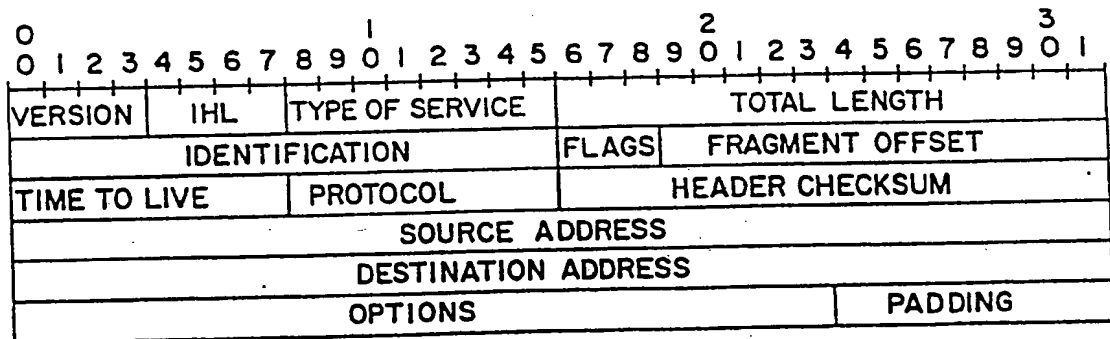 0 1 2 3
0 1 2 3 4 5 6 7 8 9 0 1 2 3 4 5 6 7 8 9 0 1 2 3 4 5 6 7 8 9 0 1
VERSION IHL TYPE OF SERVICE TOTAL LENGTH
IDENTIFICATION FLAGS FRAGMENT OFFSET
TIME TO LIVE PROTOCOL HEADER CHECKSUM
SOURCE ADDRESS
DESTINATION ADDRESS
OPTIONS PADDING